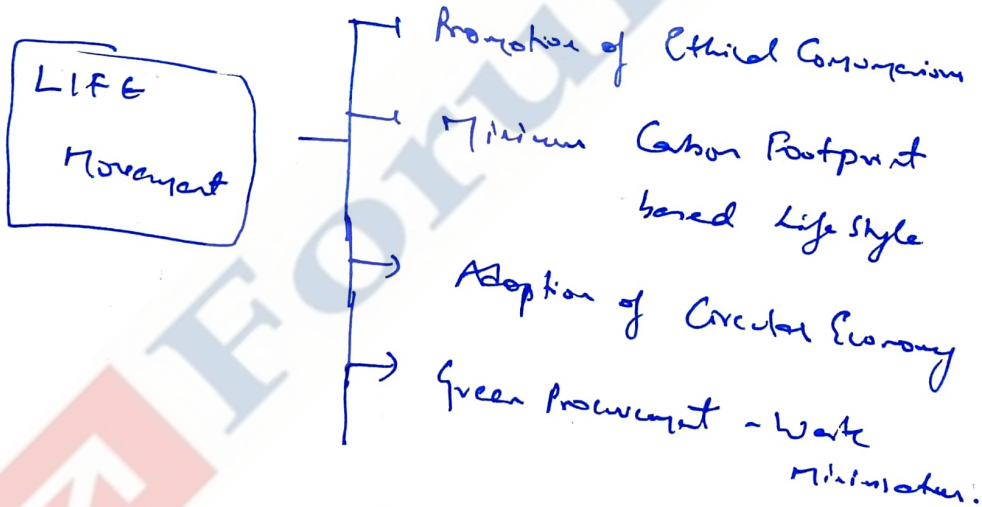 LIFE
Movement
Promotion of Ethical Consumerism
Minimum Carbon Footprint
based Life Style
Adoption of Circular Economy
Green Procurement - Waste
Minimisation.
Forum